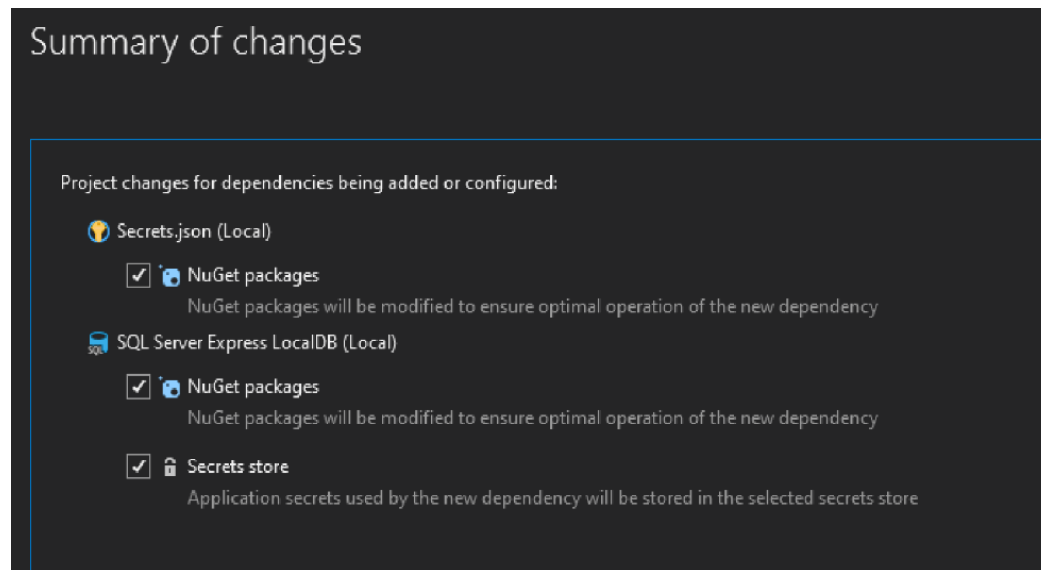 Summary of changes
Project changes for dependencies being added or configured:
Secrets.json (Local)
NuGet packages
NuGet packages will be modified to ensure optimal operation of the new dependency
SQL Server Express LocalDB (Local)
NuGet packages
NuGet packages will be modified to ensure optimal operation of the new dependency
Secrets store
Application secrets used by the new dependency will be stored in the selected secrets store